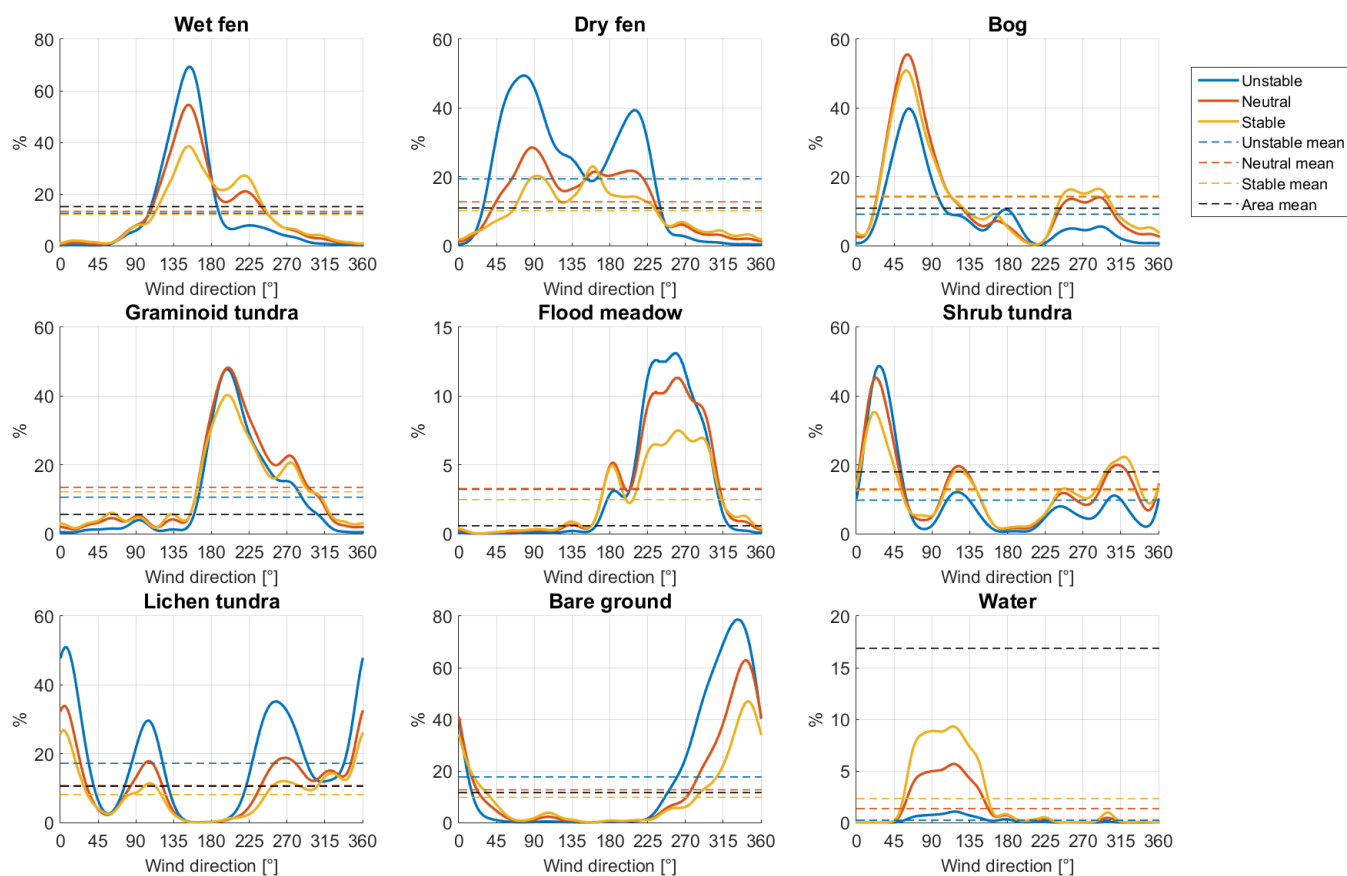 Wet fen
80
60
40
20
0
%
0 45 90 135 180 225 270 315 360
Wind direction [°]
Dry fen
60
40
20
0
%
0 45 90 135 180 225 270 315 360
Wind direction [°]
Bog
60
40
20
0
%
0 45 90 135 180 225 270 315 360
Wind direction [°]
Unstable
Neutral
Stable
Unstable mean
Neutral mean
Stable mean
Area mean
Graminoid tundra
60
40
20
0
%
0 45 90 135 180 225 270 315 360
Wind direction [°]
Flood meadow
15
10
5
0
%
0 45 90 135 180 225 270 315 360
Wind direction [°]
Shrub tundra
60
40
20
0
%
0 45 90 135 180 225 270 315 360
Wind direction [°]
Lichen tundra
60
40
20
0
%
0 45 90 135 180 225 270 315 360
Wind direction [°]
Bare ground
80
60
40
20
0
%
0 45 90 135 180 225 270 315 360
Wind direction [°]
Water
20
15
10
5
0
%
0 45 90 135 180 225 270 315 360
Wind direction [°]